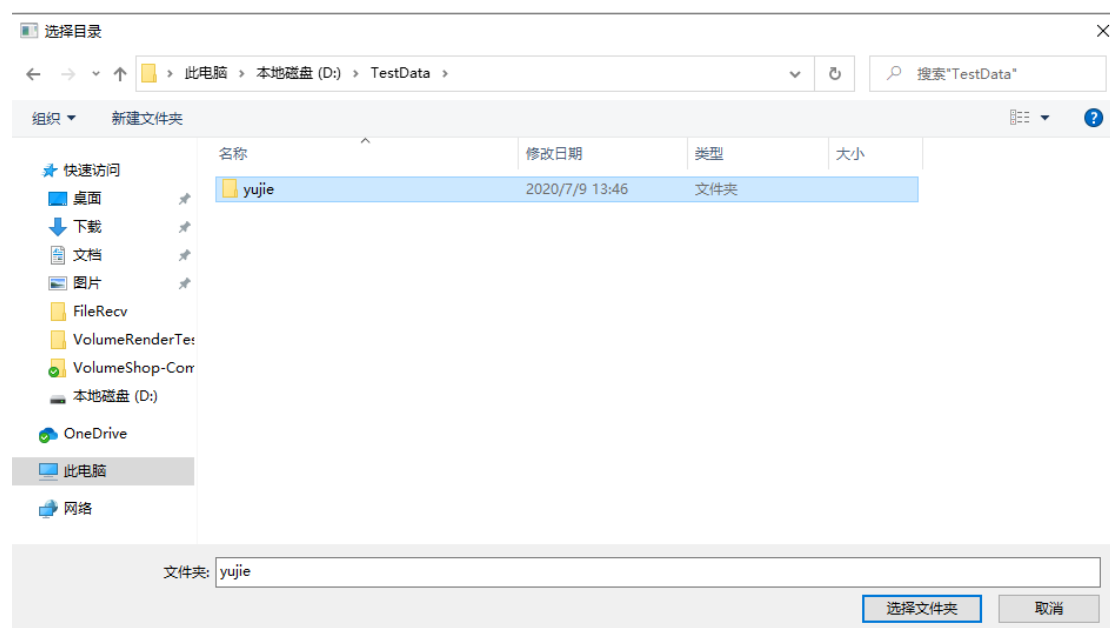 选择目录
此电脑 › 本地磁盘 (D:) › TestData ›
搜索"TestData"
组织 新建文件夹
名称 修改日期 类型 大小
快速访问
yujie 2020/7/9 13:46 文件夹
桌面
下载
文档
图片
FileRecv
VolumeRenderTes
VolumeShop-Com
本地磁盘 (D:)
OneDrive
此电脑
网络
文件夹: yujie
选择文件夹 取消